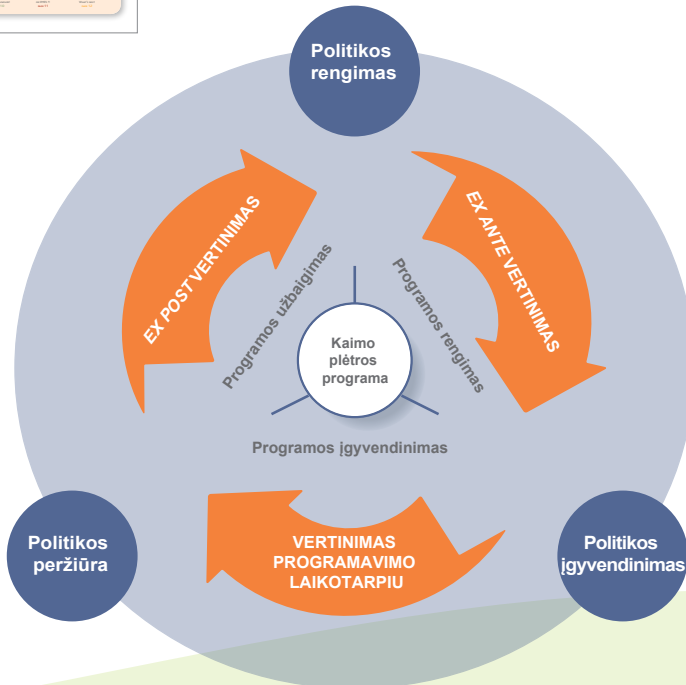 Politikos
rengimas
EX POST VERTINIMAS
EX ANTE VERTINIMAS
Programos užbaigimas
Programos rengimas
Kaimo
plėtros
programa
Programos įgyvendinimas
VERTINIMAS
PROGRAMAVIMO
LAIKOTARPIU
Politikos
peržiūra
Politikos
įgyvendinimas